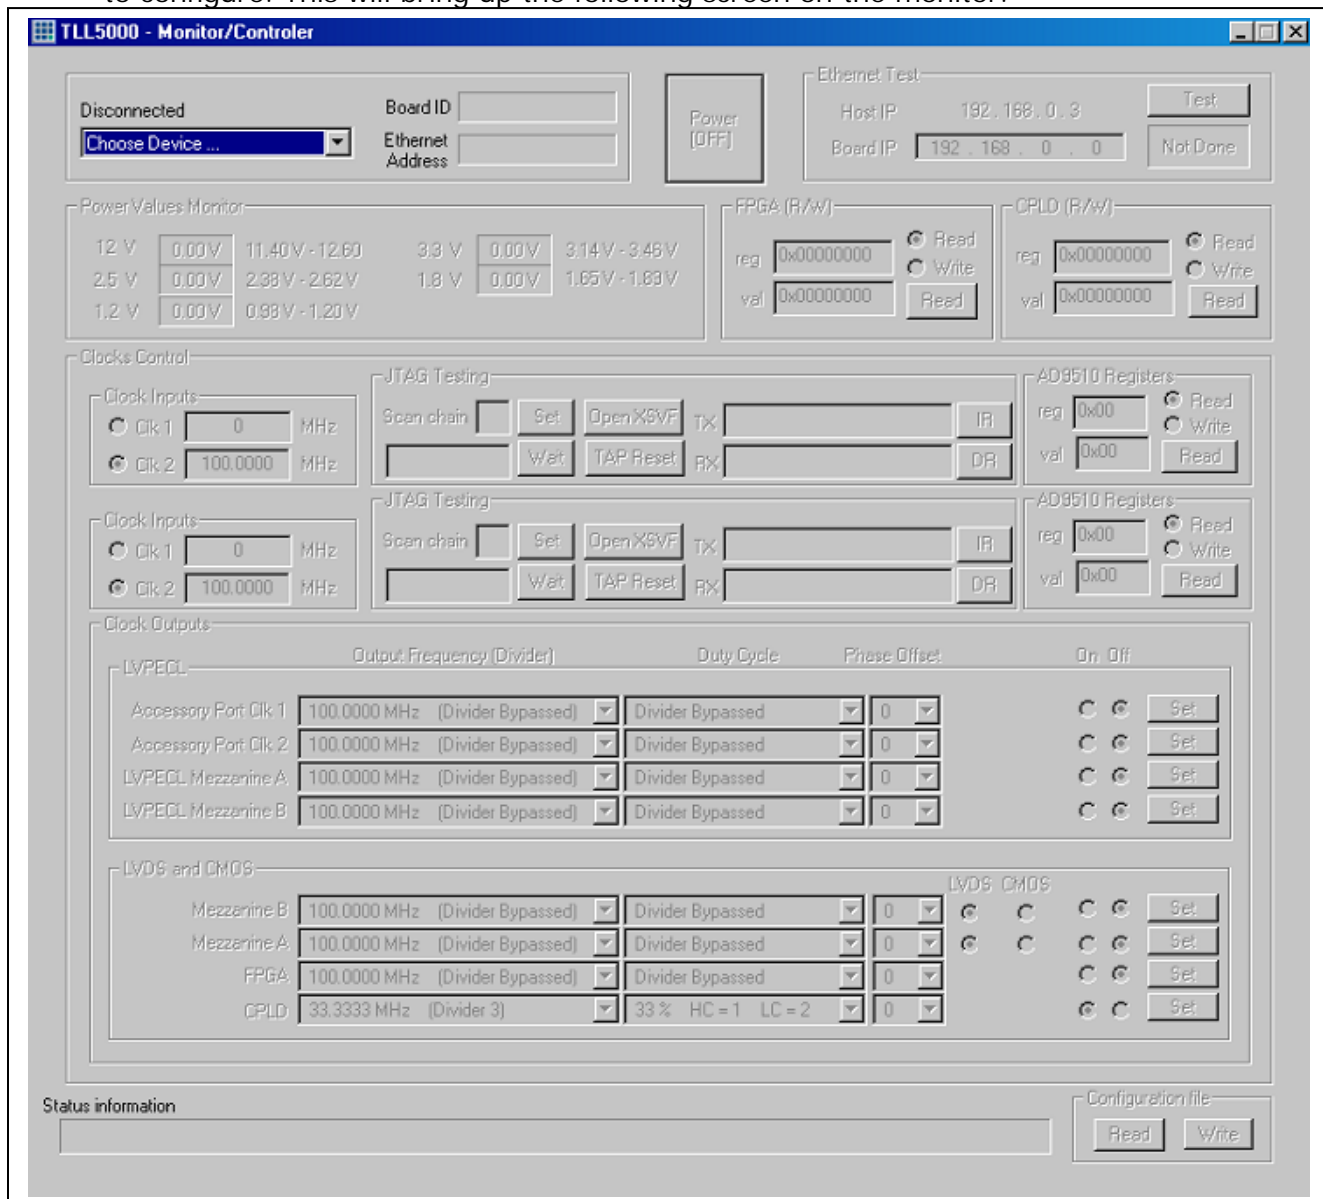 to configure. This will bring up the following screen on the monitor.
TLL5000 - Monitor/Controler
Disconnected
Choose Device ...
Board ID
Ethernet Address
Power [OFF]
Ethernet Test
Host IP 192 . 168 . 0 . 3 Test
Board IP 192 . 168 . 0 . 0 Not Done
Power Values Monitor
12 V 0.00 V 11.40 V - 12.60 3.3 V 0.00 V 3.14 V - 3.46 V
2.5 V 0.00 V 2.38 V - 2.62 V 1.8 V 0.00 V 1.65 V - 1.89 V
1.2 V 0.00 V 0.98 V - 1.20 V
FPGA (R/W)
reg 0x00000000 Read
Write
val 0x00000000 Read
CPLD (R/W)
reg 0x00000000 Read
Write
val 0x00000000 Read
Clocks Control
Clock Inputs
Clk 1 0 MHz
Clk 2 100.0000 MHz
JTAG Testing
Scan chain Set Open XSVF TX IR
Wait TAP Reset RX DR
AD9510 Registers
reg 0x00 Read
Write
val 0x00 Read
Clock Inputs
Clk 1 0 MHz
Clk 2 100.0000 MHz
JTAG Testing
Scan chain Set Open XSVF TX IR
Wait TAP Reset RX DR
AD9510 Registers
reg 0x00 Read
Write
val 0x00 Read
Clock Outputs
LVPECL Output Frequency (Divider) Duty Cycle Phase Offset On Off
Accessory Port Clk 1 100.0000 MHz (Divider Bypassed) Divider Bypassed 0 Set
Accessory Port Clk 2 100.0000 MHz (Divider Bypassed) Divider Bypassed 0 Set
LVPECL Mezzanine A 100.0000 MHz (Divider Bypassed) Divider Bypassed 0 Set
LVPECL Mezzanine B 100.0000 MHz (Divider Bypassed) Divider Bypassed 0 Set
LVDS and CMOS
LVDS CMOS
Mezzanine B 100.0000 MHz (Divider Bypassed) Divider Bypassed 0 Set
Mezzanine A 100.0000 MHz (Divider Bypassed) Divider Bypassed 0 Set
FPGA 100.0000 MHz (Divider Bypassed) Divider Bypassed 0 Set
CPLD 33.3333 MHz (Divider 3) 33 % HC = 1 LC = 2 0 Set
Status information
Configuration file
Read Write